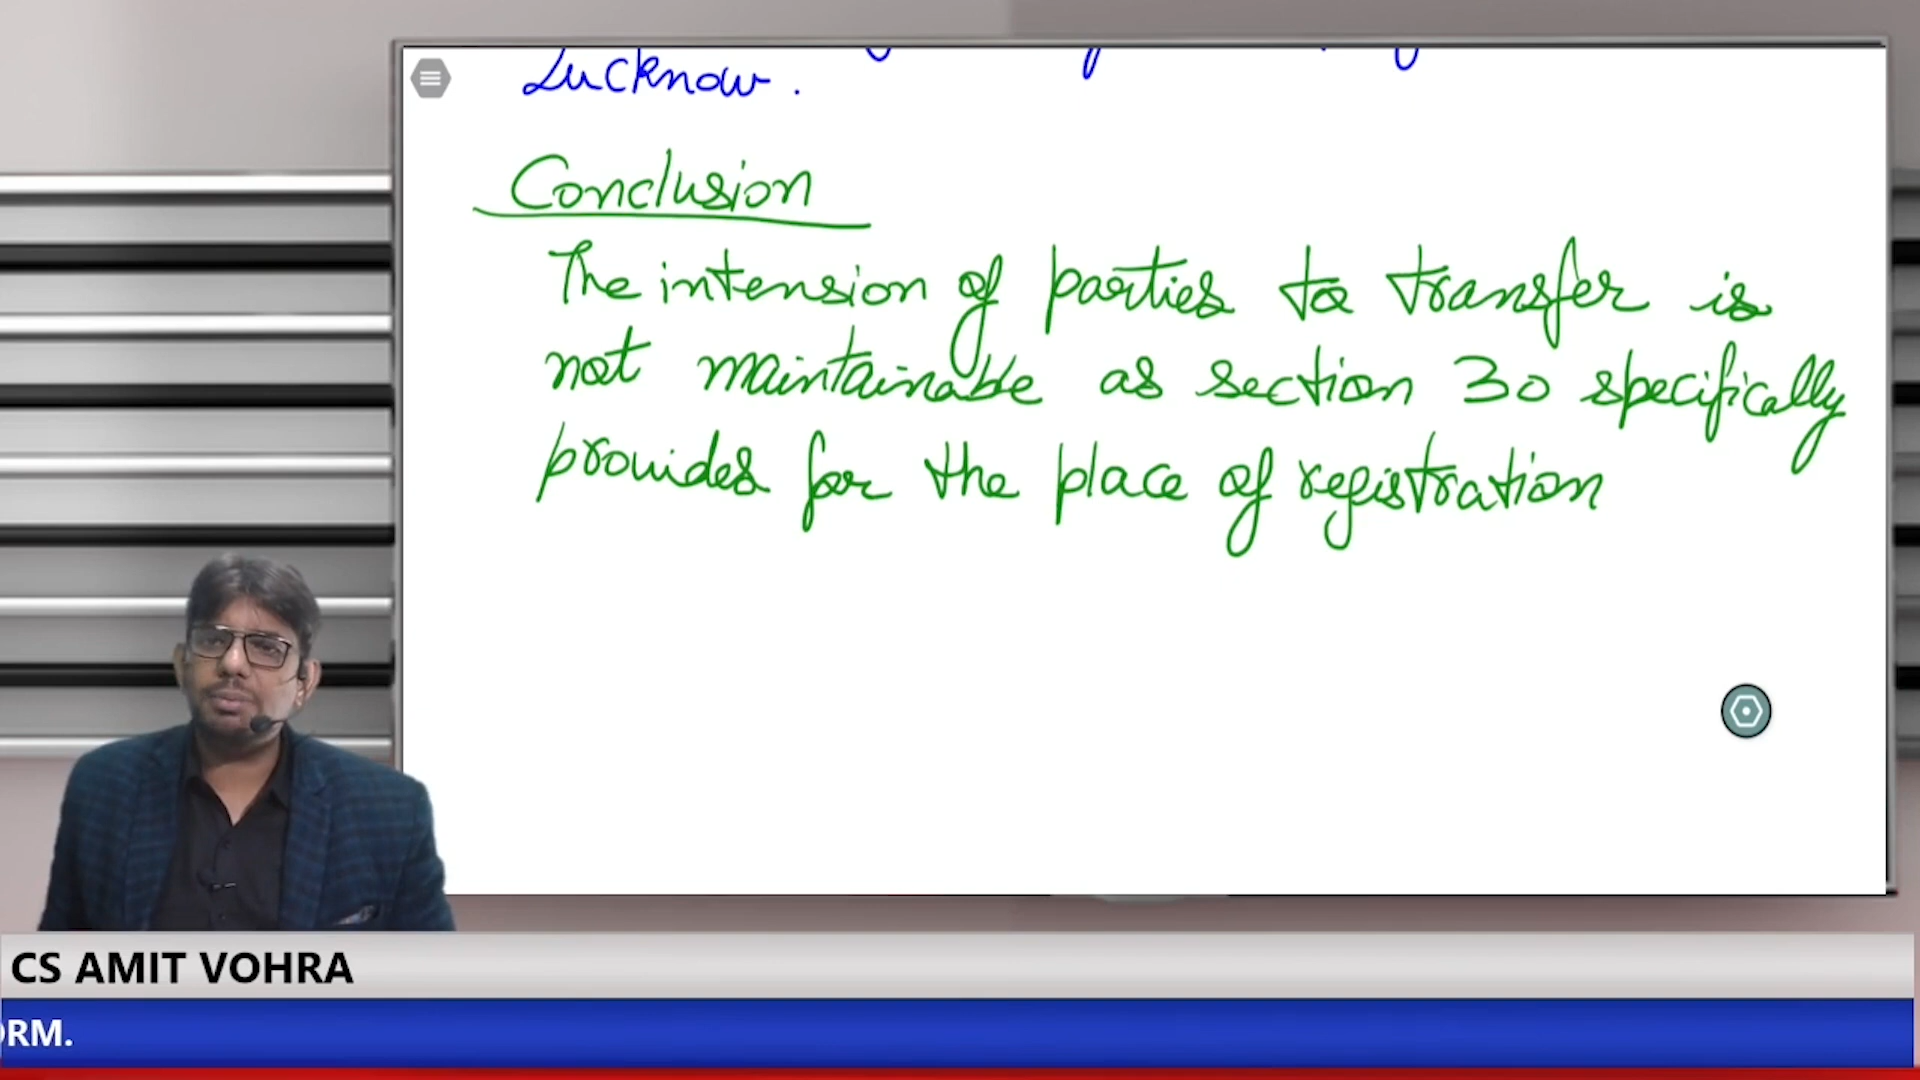 Lucknow.
Conclusion
The intension of parties to transfer is
not maintainable as section 30 specifically
provides for the place of registration
CS AMIT VOHRA
ORM.